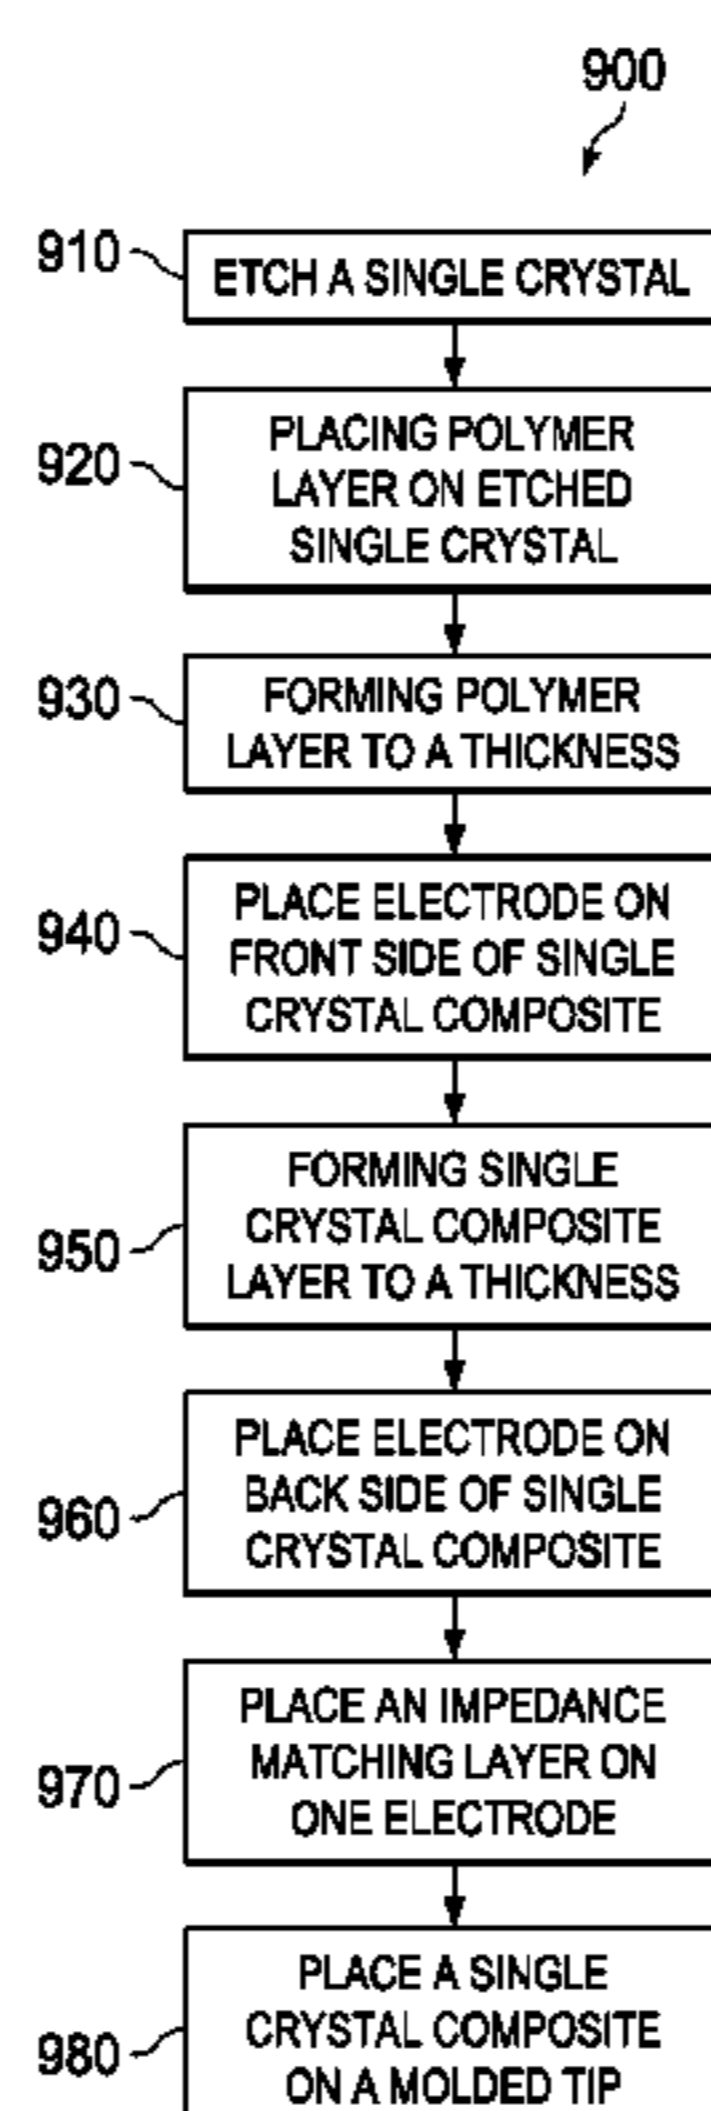 900
910
ETCH A SINGLE CRYSTAL
920
PLACING POLYMER
LAYER ON ETCHED
SINGLE CRYSTAL
930
FORMING POLYMER
LAYER TO A THICKNESS
940
PLACE ELECTRODE ON
FRONT SIDE OF SINGLE
CRYSTAL COMPOSITE
950
FORMING SINGLE
CRYSTAL COMPOSITE
LAYER TO A THICKNESS
960
PLACE ELECTRODE ON
BACK SIDE OF SINGLE
CRYSTAL COMPOSITE
970
PLACE AN IMPEDANCE
MATCHING LAYER ON
ONE ELECTRODE
980
PLACE A SINGLE
CRYSTAL COMPOSITE
ON A MOLDED TIP